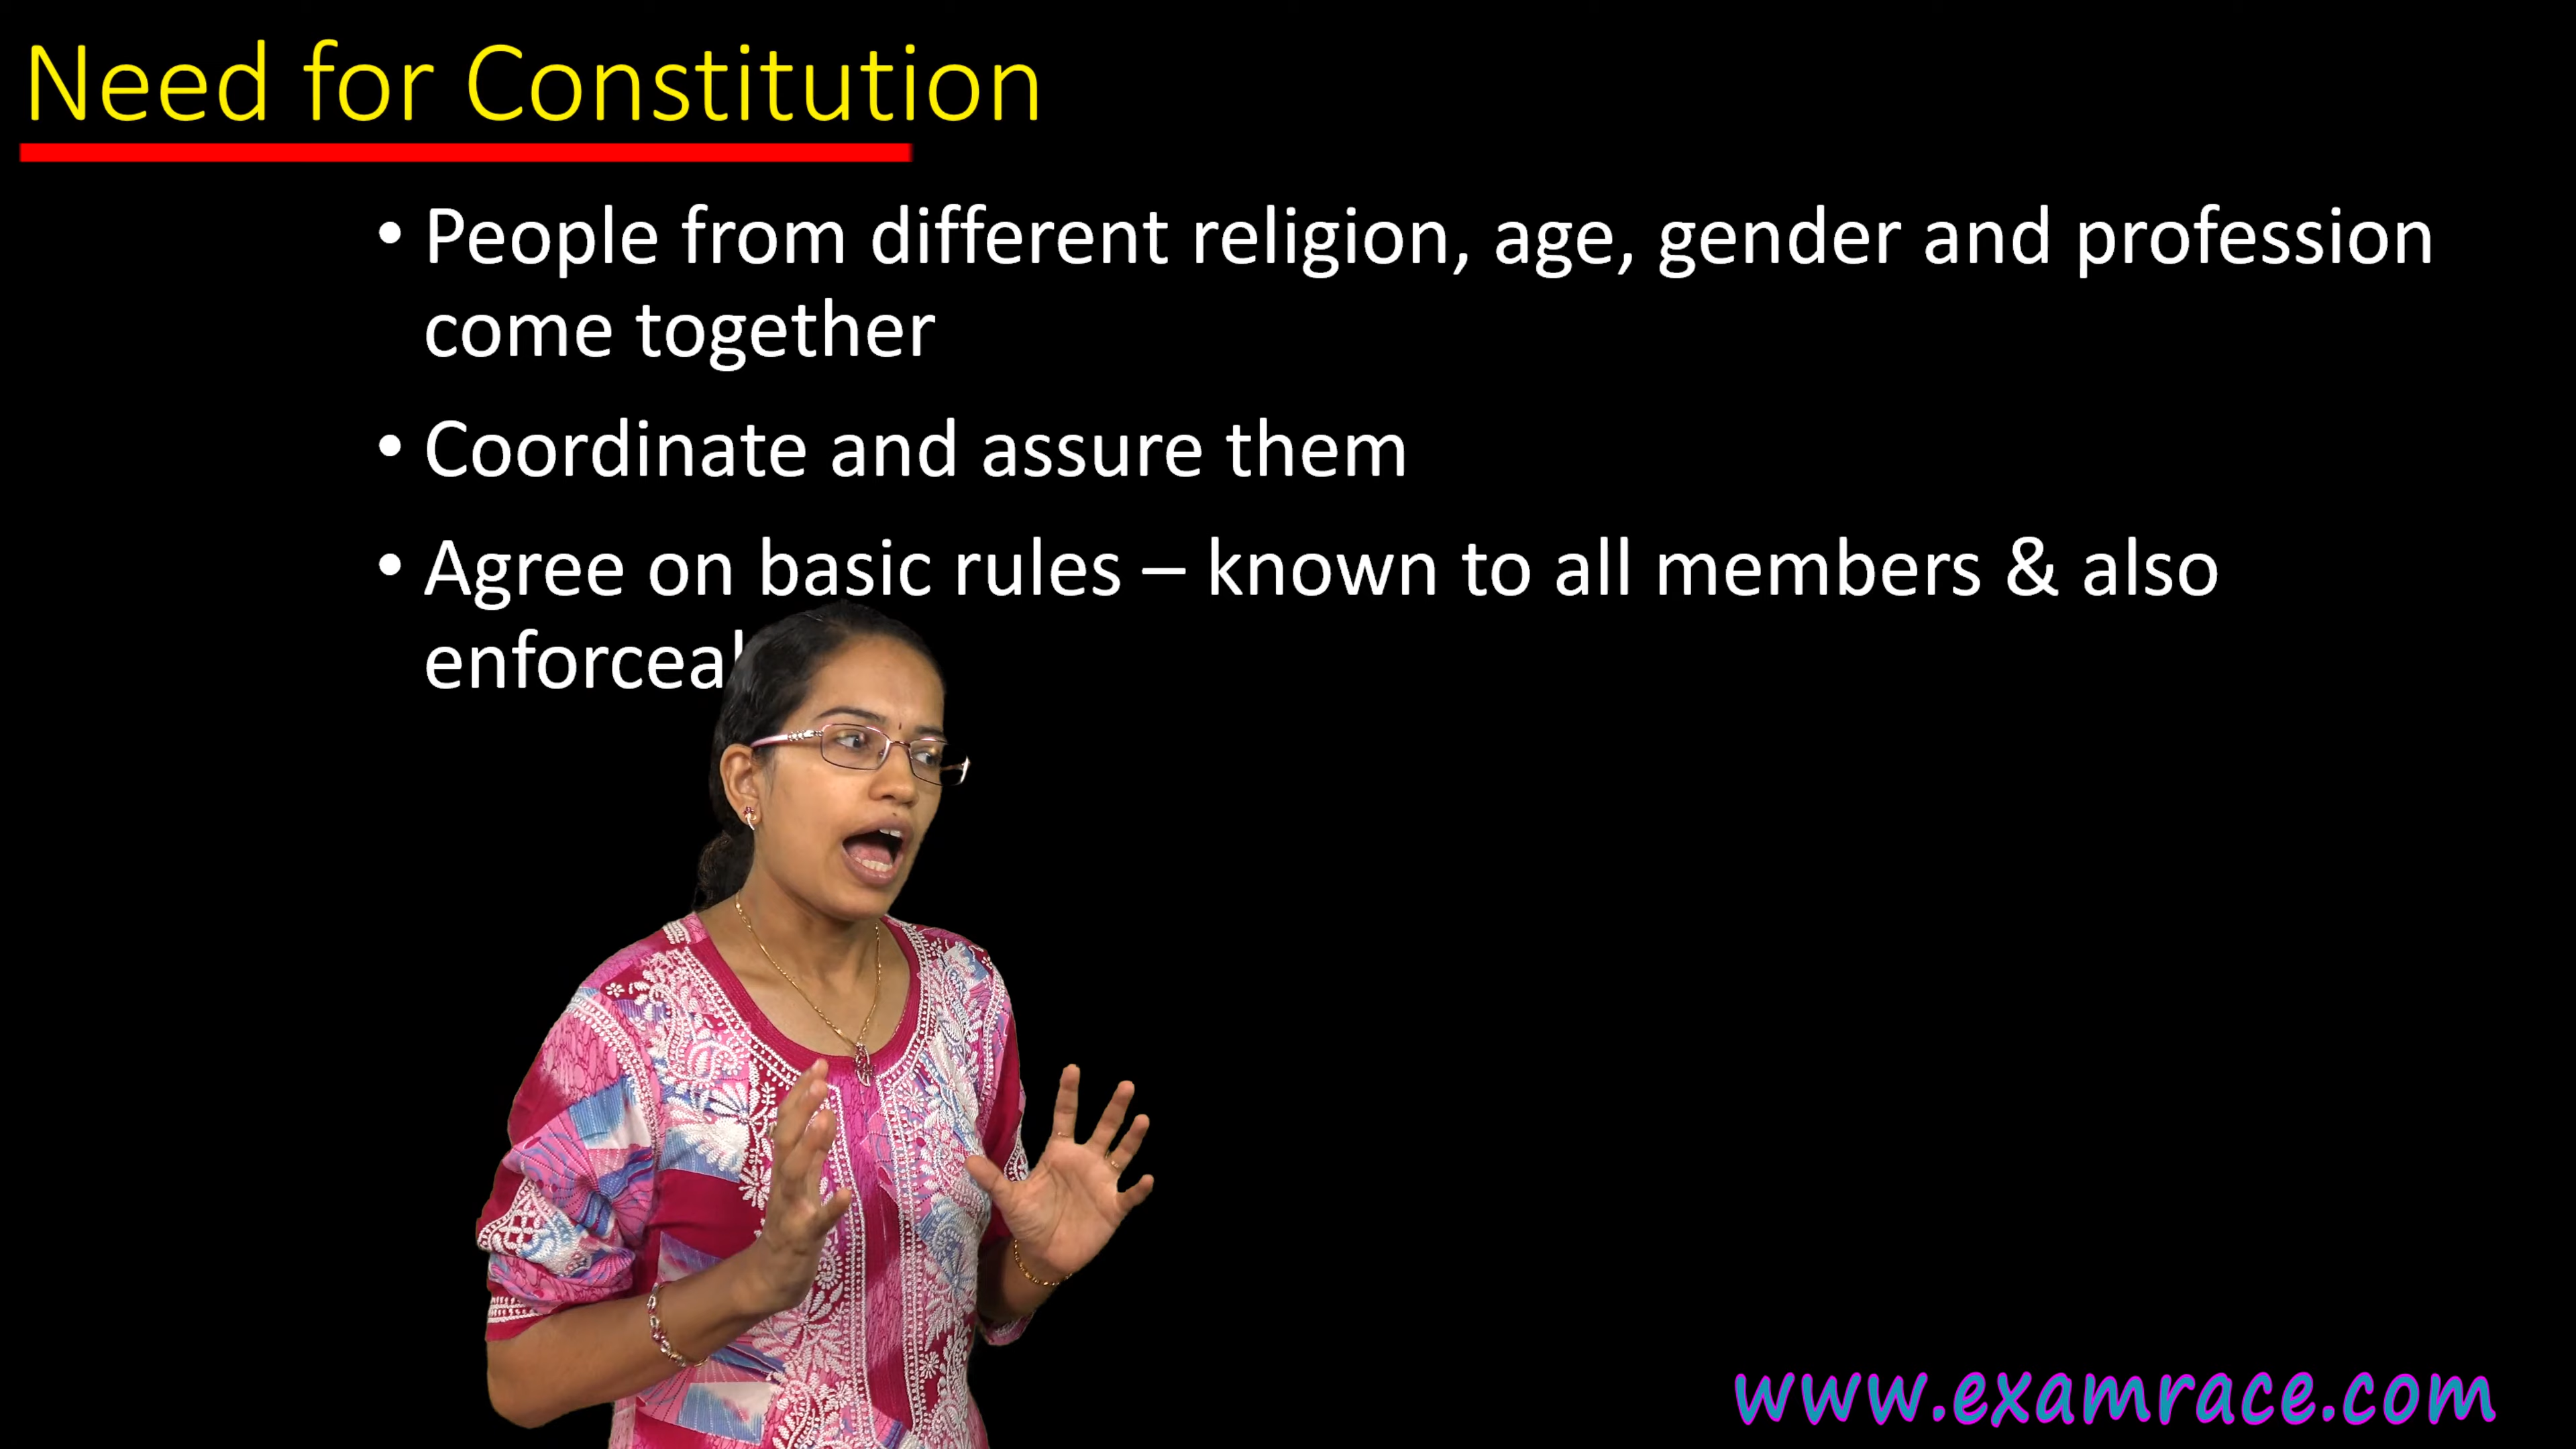 Need for Constitution
• People from different religion, age, gender and profession
come together
• Coordinate and assure them
• Agree on basic rules – known to all members & also
www.examrace.com